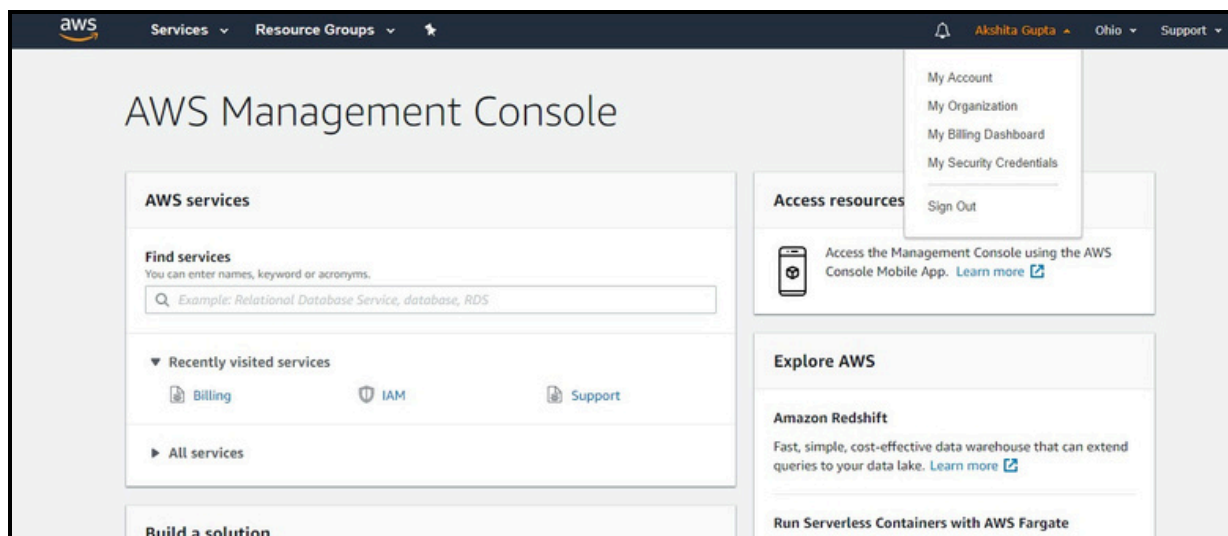 aws
Services
Resource Groups
Akshita Gupta
Ohio
Support
My Account
My Organization
My Billing Dashboard
My Security Credentials
Sign Out
AWS Management Console
AWS services
Find services
You can enter names, keyword or acronyms.
Example: Relational Database Service, database, RDS
Recently visited services
Billing
IAM
Support
All services
Build a solution
Access resources
Access the Management Console using the AWS
Console Mobile App. Learn more
Explore AWS
Amazon Redshift
Fast, simple, cost-effective data warehouse that can extend
queries to your data lake. Learn more
Run Serverless Containers with AWS Fargate